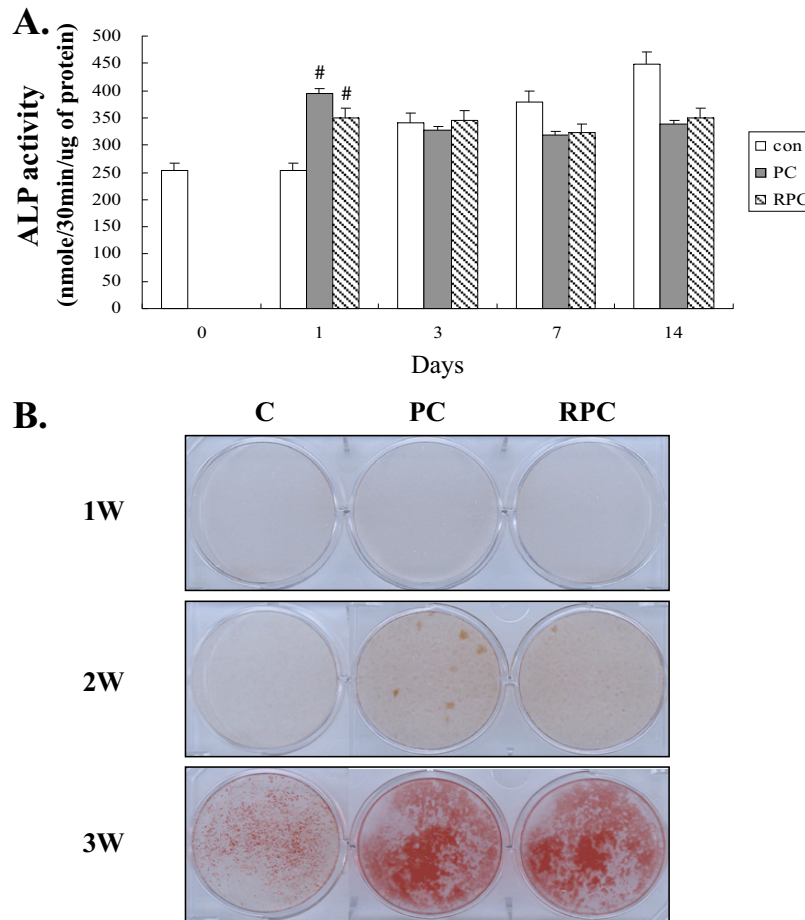 A.
ALP activity
(nmole/30min/ug of protein)
500
450
400
350
300
250
200
150
100
50
0
#
#
0 1 3 7 14
Days
con
PC
RPC
B.
C PC RPC
1W
2W
3W